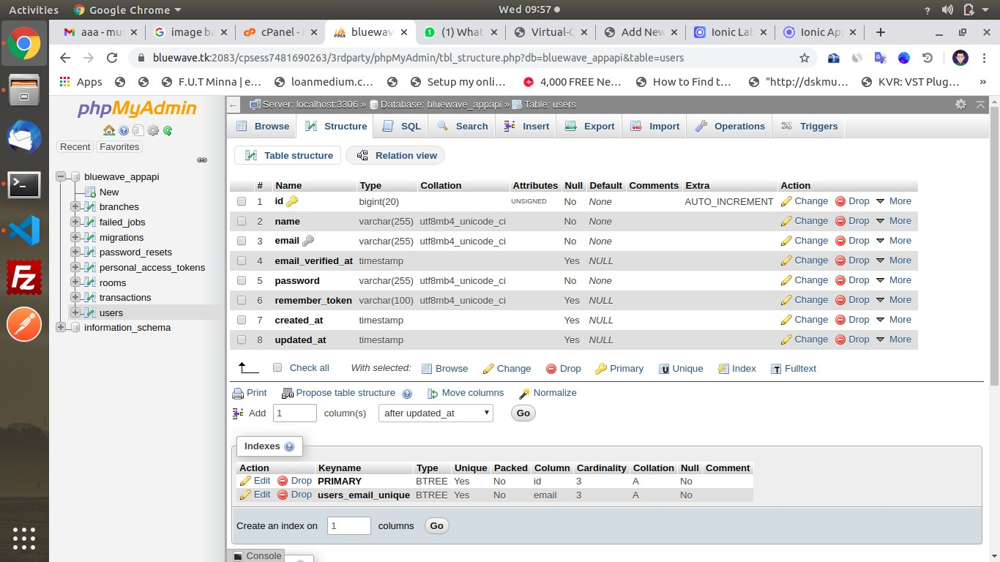 Activities Google Chrome Wed 09:57 ?
aaa - mu image ba cPanel - bluewav (1) What Virtual- Add New Ionic La Ionic Ap
bluewave.tk:2083/cpsess7481690263/3rdparty/phpMyAdmin/tbl_structure.php?db=bluewave_appapi&table=users
Apps F.U.T Minna | e... loanmedium.c... Setup my onli... 4,000 FREE Ne... How to Find t... "http://dskmu... KVR: VST Plug... »
phpMyAdmin
Recent Favorites
bluewave_appapi
New
branches
failed_jobs
migrations
password_resets
personal_access_tokens
rooms
transactions
users
information_schema
Server: localhost:3306 » Database: bluewave_appapi » Table: users
Browse Structure SQL Search Insert Export Import Operations Triggers
Table structure Relation view
# Name Type Collation Attributes Null Default Comments Extra Action
1 id bigint(20) UNSIGNED No None AUTO_INCREMENT Change Drop More
2 name varchar(255) utf8mb4_unicode_ci No None Change Drop More
3 email varchar(255) utf8mb4_unicode_ci No None Change Drop More
4 email_verified_at timestamp Yes NULL Change Drop More
5 password varchar(255) utf8mb4_unicode_ci No None Change Drop More
6 remember_token varchar(100) utf8mb4_unicode_ci Yes NULL Change Drop More
7 created_at timestamp Yes NULL Change Drop More
8 updated_at timestamp Yes NULL Change Drop More
Check all With selected: Browse Change Drop Primary Unique Index Fulltext
Print Propose table structure Move columns Normalize
Add 1 column(s) after updated_at Go
Indexes
Action Keyname Type Unique Packed Column Cardinality Collation Null Comment
Edit Drop PRIMARY BTREE Yes No id 3 A No
Edit Drop users_email_unique BTREE Yes No email 3 A No
Create an index on 1 columns Go
Console